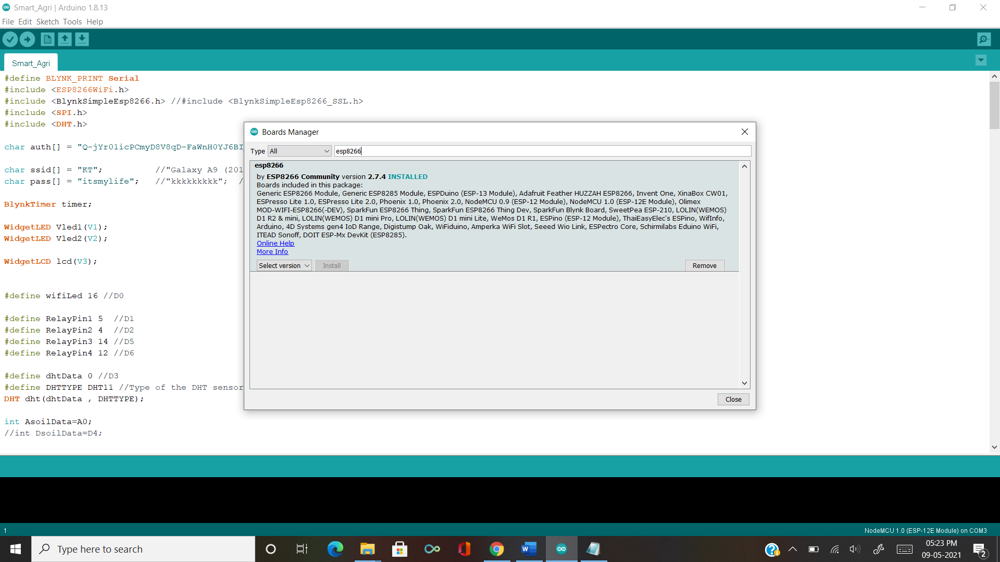 Smart_Agri | Arduino 1.8.13
File Edit Sketch Tools Help
Smart_Agri
#define BLYNK_PRINT Serial
#include <ESP8266WiFi.h>
#include <BlynkSimpleEsp8266.h> //#include <BlynkSimpleEsp8266_SSL.h>
#include <SPI.h>
#include <DHT.h>
char auth[] = "Q-jYr01icPCmyD8V8qD-FaWnH0YJ6BI
char ssid[] = "KT"; //"Galaxy A9 (201
char pass[] = "itsmylife"; //"kkkkkkkkk"; /
BlynkTimer timer;
WidgetLED Vled1(V1);
WidgetLED Vled2(V2);
WidgetLCD lcd(V3);
#define wifiLed 16 //D0
#define RelayPin1 5 //D1
#define RelayPin2 4 //D2
#define RelayPin3 14 //D5
#define RelayPin4 12 //D6
#define dhtData 0 //D3
#define DHTTYPE DHT11 //Type of the DHT sensor
DHT dht(dhtData , DHTTYPE);
int AsoilData=A0;
//int DsoilData=D4;
Boards Manager
Type All esp8266
esp8266
by ESP8266 Community version 2.7.4 INSTALLED
Boards included in this package:
Generic ESP8266 Module, Generic ESP8285 Module, ESPDuino (ESP-13 Module), Adafruit Feather HUZZAH ESP8266, Invent One, XinaBox CW01,
ESPresso Lite 1.0, ESPresso Lite 2.0, Phoenix 1.0, Phoenix 2.0, NodeMCU 0.9 (ESP-12 Module), NodeMCU 1.0 (ESP-12E Module), Olimex
MOD-WIFI-ESP8266(-DEV), SparkFun ESP8266 Thing, SparkFun ESP8266 Thing Dev, SparkFun Blynk Board, SweetPea ESP-210, LOLIN(WEMOS)
D1 R2 & mini, LOLIN(WEMOS) D1 mini Pro, LOLIN(WEMOS) D1 mini Lite, WeMos D1 R1, ESPino (ESP-12 Module), ThaiEasyElec's ESPino, WifInfo,
Arduino, 4D Systems gen4 IoD Range, Digistump Oak, WiFiduino, Amperka WiFi Slot, Seeed Wio Link, ESPectro Core, Schirmilabs Eduino WiFi,
ITEAD Sonoff, DOIT ESP-Mx DevKit (ESP8285).
Online Help
More Info
Select version Install Remove
Close
1 NodeMCU 1.0 (ESP-12E Module) on COM3
Type here to search
05:23 PM
09-05-2021
2